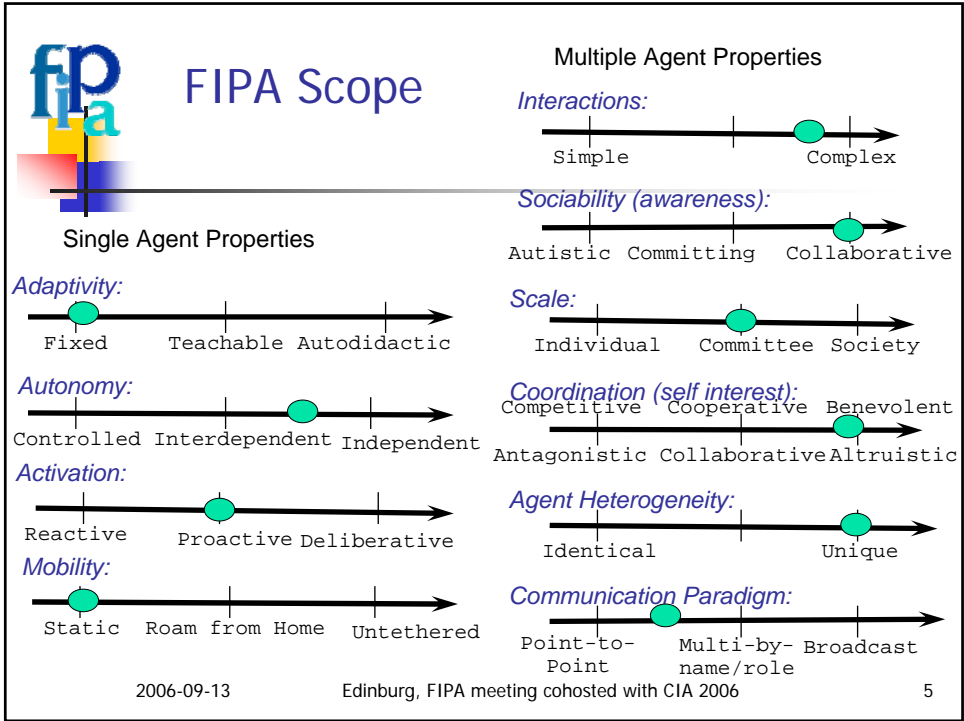 fipa
FIPA Scope
Single Agent Properties
Adaptivity:
Fixed Teachable Autodidactic
Autonomy:
Controlled Interdependent Independent
Activation:
Reactive Proactive Deliberative
Mobility:
Static Roam from Home Untethered
Multiple Agent Properties
Interactions:
Simple Complex
Sociability (awareness):
Autistic Committing Collaborative
Scale:
Individual Committee Society
Coordination (self interest):
Competitive Cooperative Benevolent
Antagonistic Collaborative Altruistic
Agent Heterogeneity:
Identical Unique
Communication Paradigm:
Point-to- Multi-by- Broadcast
Point name/role
2006-09-13 Edinburg, FIPA meeting cohosted with CIA 2006 5